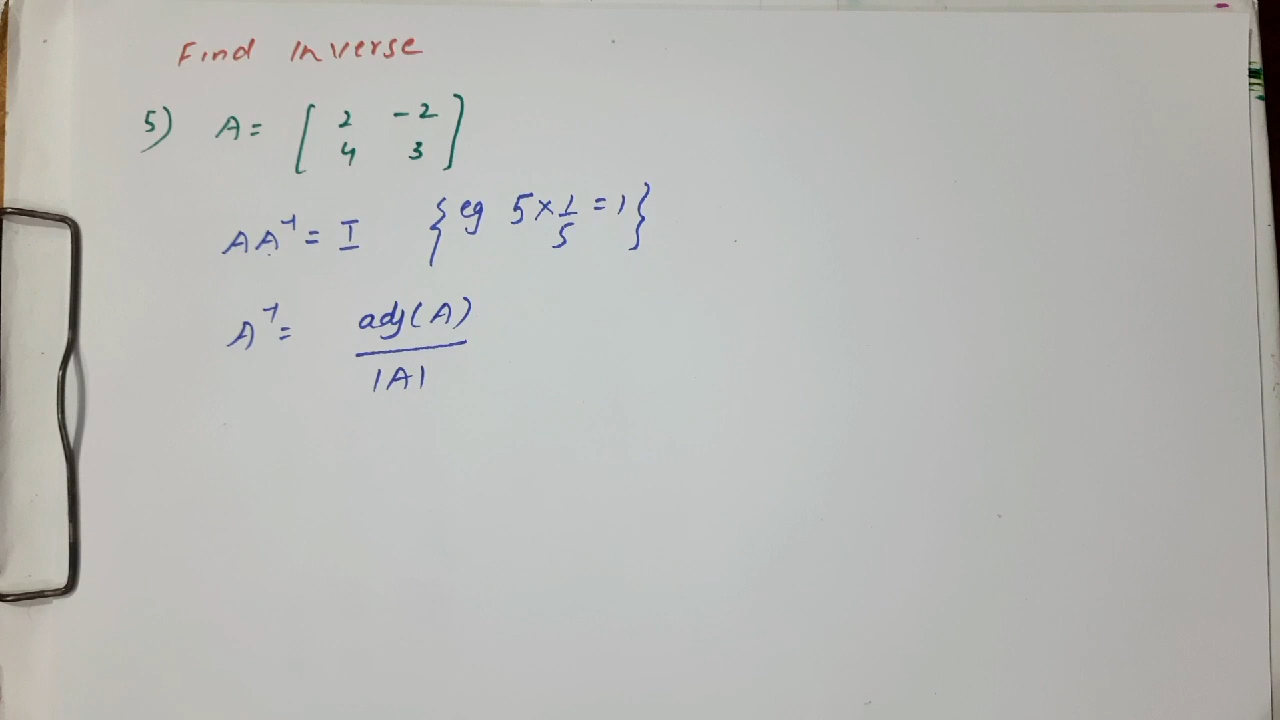 Find Inverse
5) A = [ 2 -2
4 3 ]
AA⁻¹ = I { eg 5 × 1/5 = 1 }
A⁻¹ = adj(A)
|A|